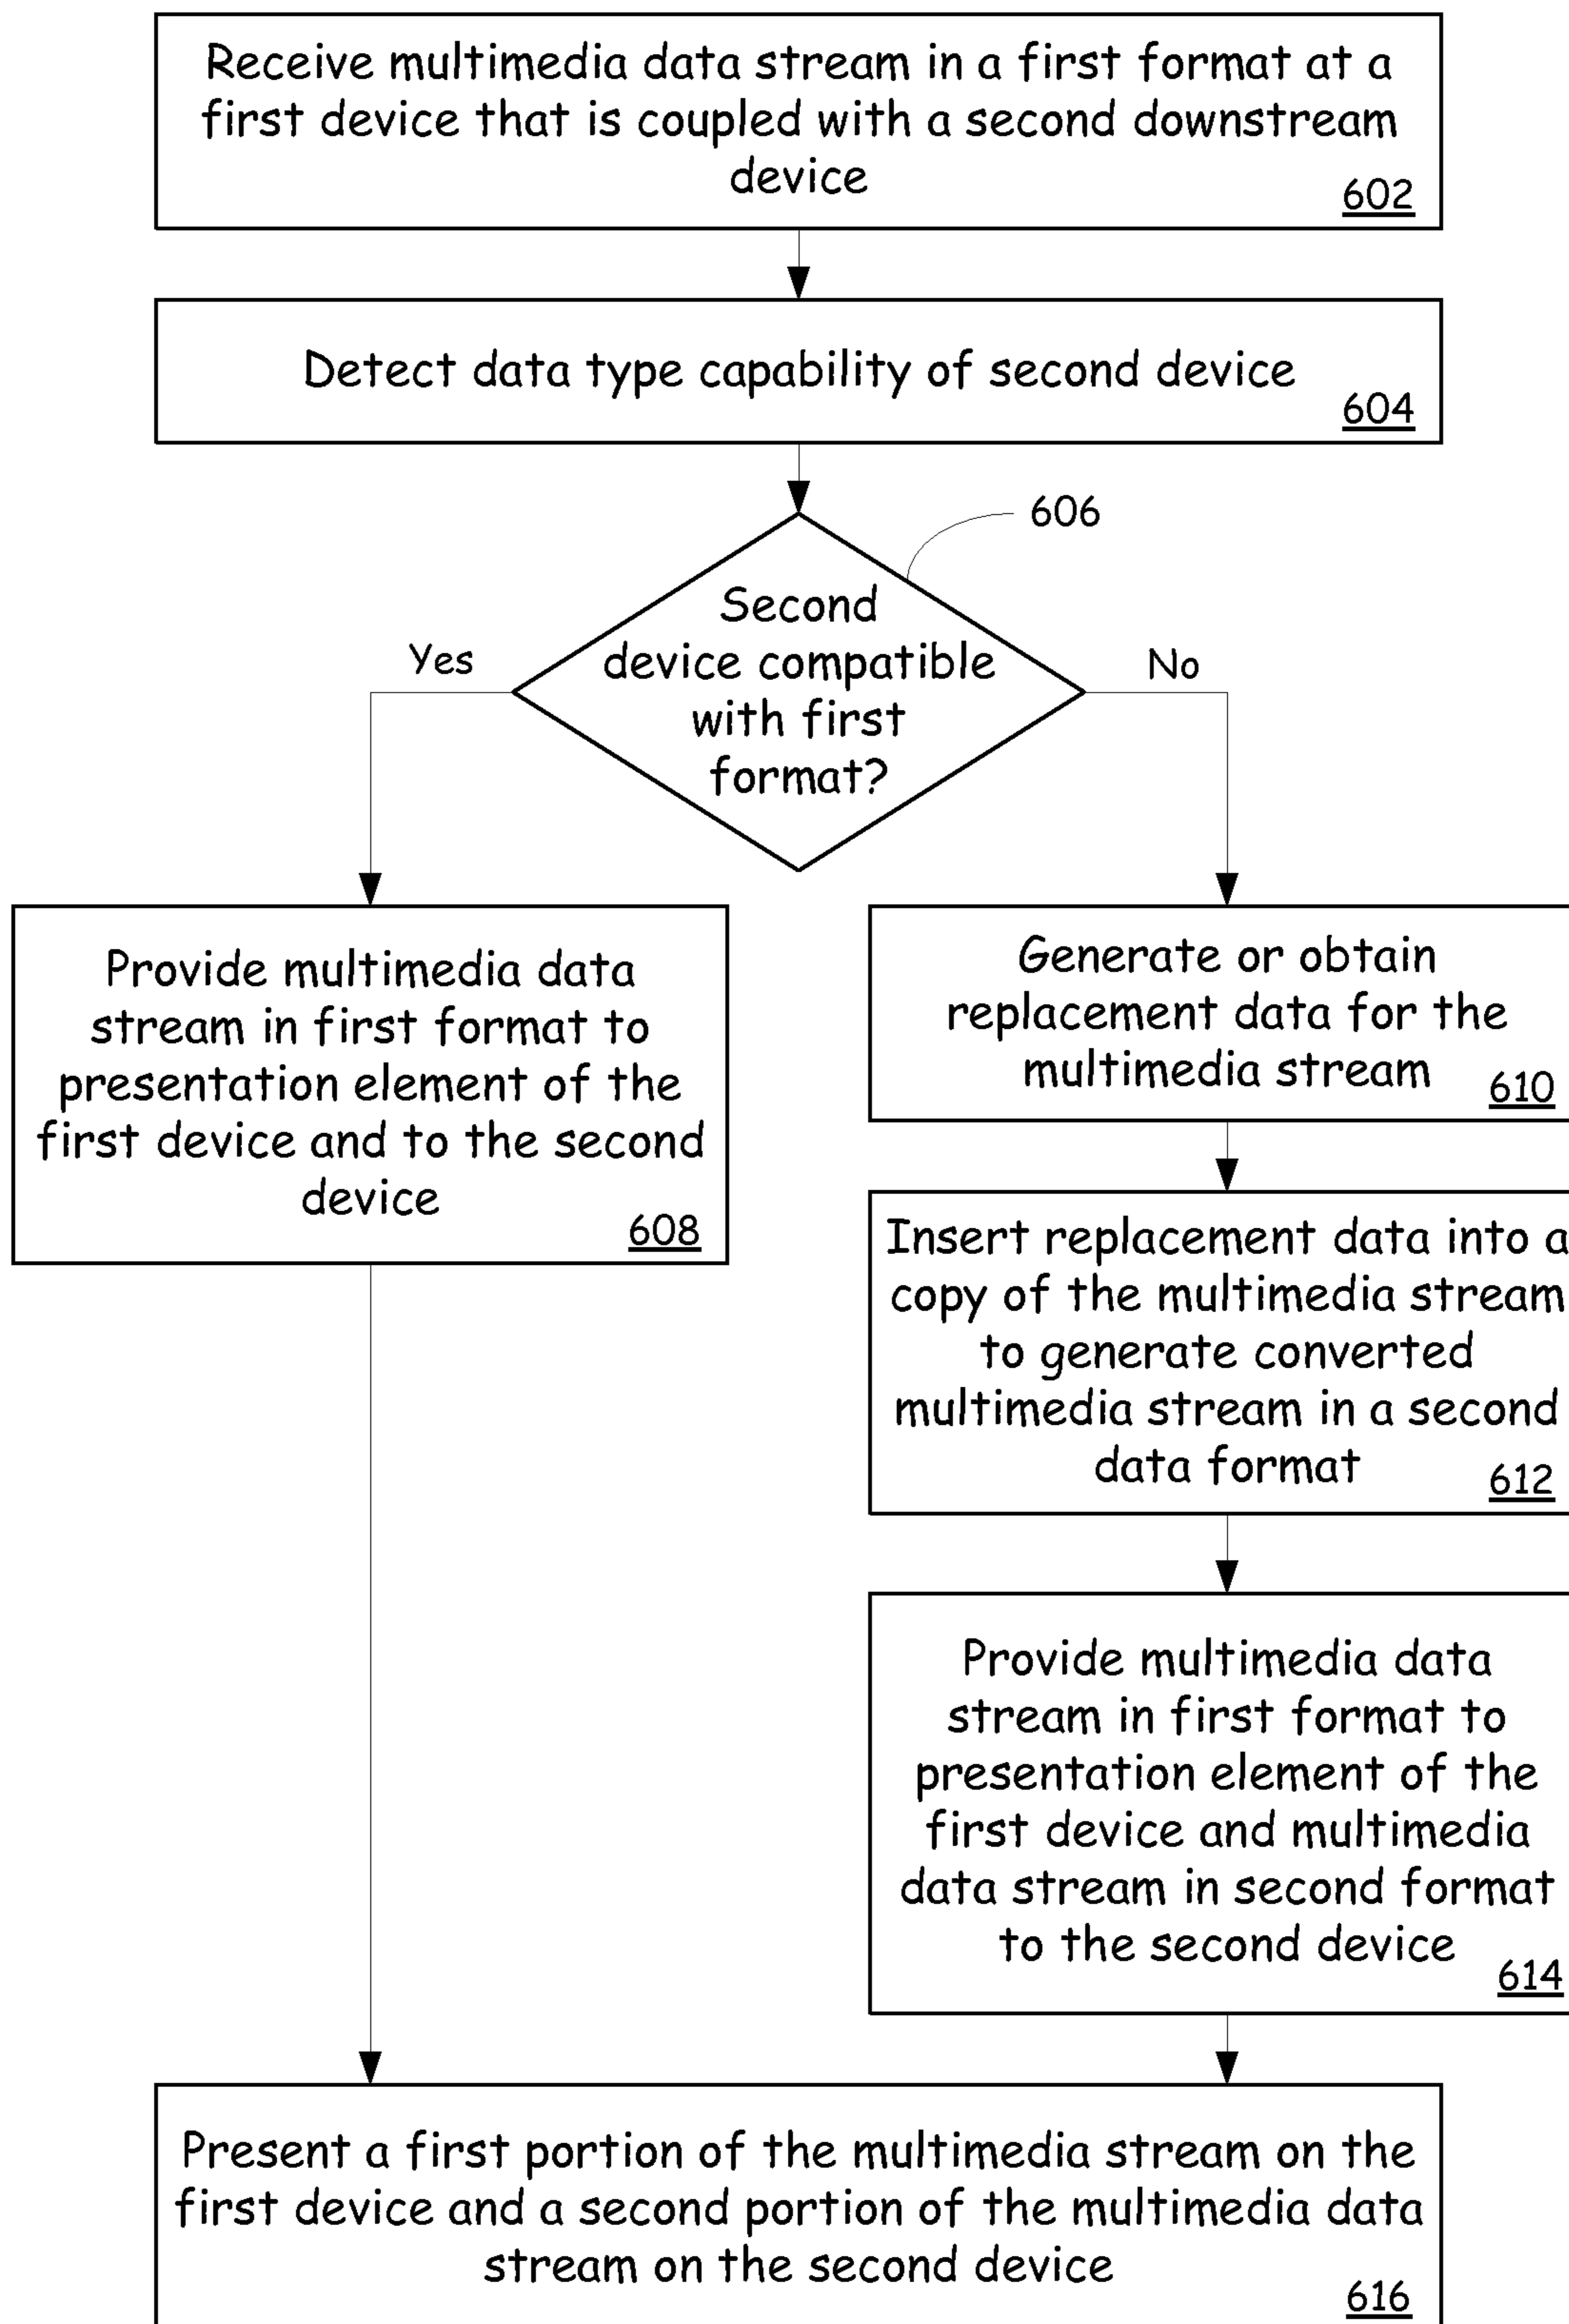 Receive multimedia data stream in a first format at a
first device that is coupled with a second downstream
device
602
Detect data type capability of second device
604
606
Second
device compatible
with first
format?
Yes
No
Provide multimedia data
stream in first format to
presentation element of the
first device and to the second
device
608
Generate or obtain
replacement data for the
multimedia stream
610
Insert replacement data into a
copy of the multimedia stream
to generate converted
multimedia stream in a second
data format
612
Provide multimedia data
stream in first format to
presentation element of the
first device and multimedia
data stream in second format
to the second device
614
Present a first portion of the multimedia stream on the
first device and a second portion of the multimedia data
stream on the second device
616